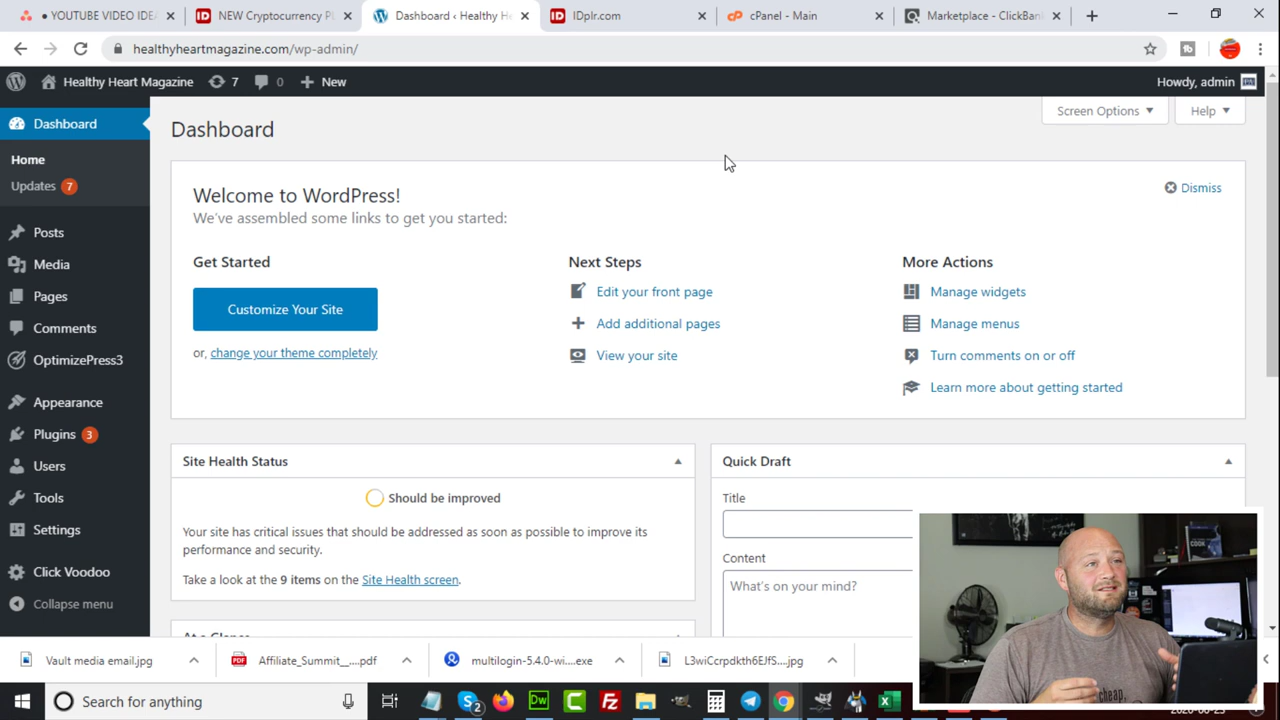 YOUTUBE VIDEO IDEA
NEW Cryptocurrency P
Dashboard ‹ Healthy H
IDplr.com
cPanel - Main
Marketplace - ClickBan
healthyheartmagazine.com/wp-admin/
Healthy Heart Magazine
7
0
New
Howdy, admin
Dashboard
Home
Updates 7
Posts
Media
Pages
Comments
OptimizePress3
Appearance
Plugins 3
Users
Tools
Settings
Click Voodoo
Collapse menu
Dashboard
Screen Options
Help
Welcome to WordPress!
Dismiss
We've assembled some links to get you started:
Get Started
Customize Your Site
or, change your theme completely
Next Steps
Edit your front page
Add additional pages
View your site
More Actions
Manage widgets
Manage menus
Turn comments on or off
Learn more about getting started
Site Health Status
Should be improved
Your site has critical issues that should be addressed as soon as possible to improve its
performance and security.
Take a look at the 9 items on the Site Health screen.
Quick Draft
Title
Content
What's on your mind?
Vault media email.jpg
Affiliate_Summit__....pdf
multilogin-5.4.0-wi....exe
L3wiCcrpdkth6EJfS....jpg
Search for anything